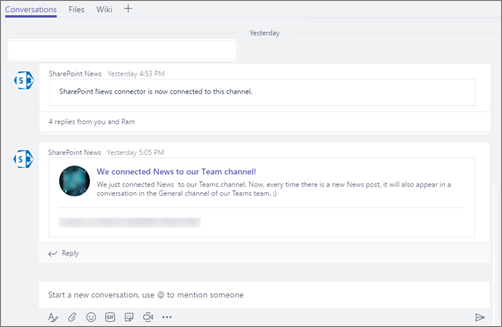 Conversations Files Wiki +
Yesterday
SharePoint News Yesterday 4:53 PM
SharePoint News connector is now connected to this channel.
4 replies from you and Pam
SharePoint News Yesterday 5:05 PM
We connected News to our Team channel!
We just connected News to our Teams channel. Now, every time there is a new News post, it will also appear in a
conversation in the General channel of our Teams team. :)
Reply
Start a new conversation, use @ to mention someone
GIF